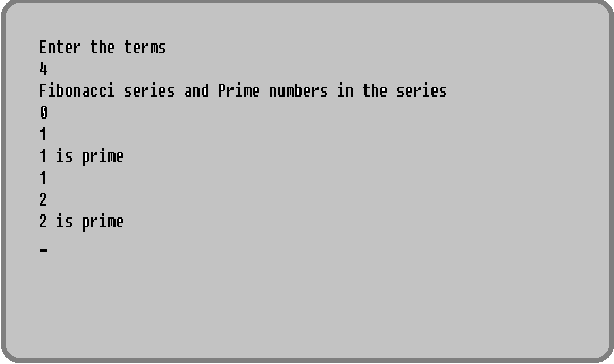 Enter the terms
4
Fibonacci series and Prime numbers in the series
0
1
1 is prime
1
2
2 is prime
_